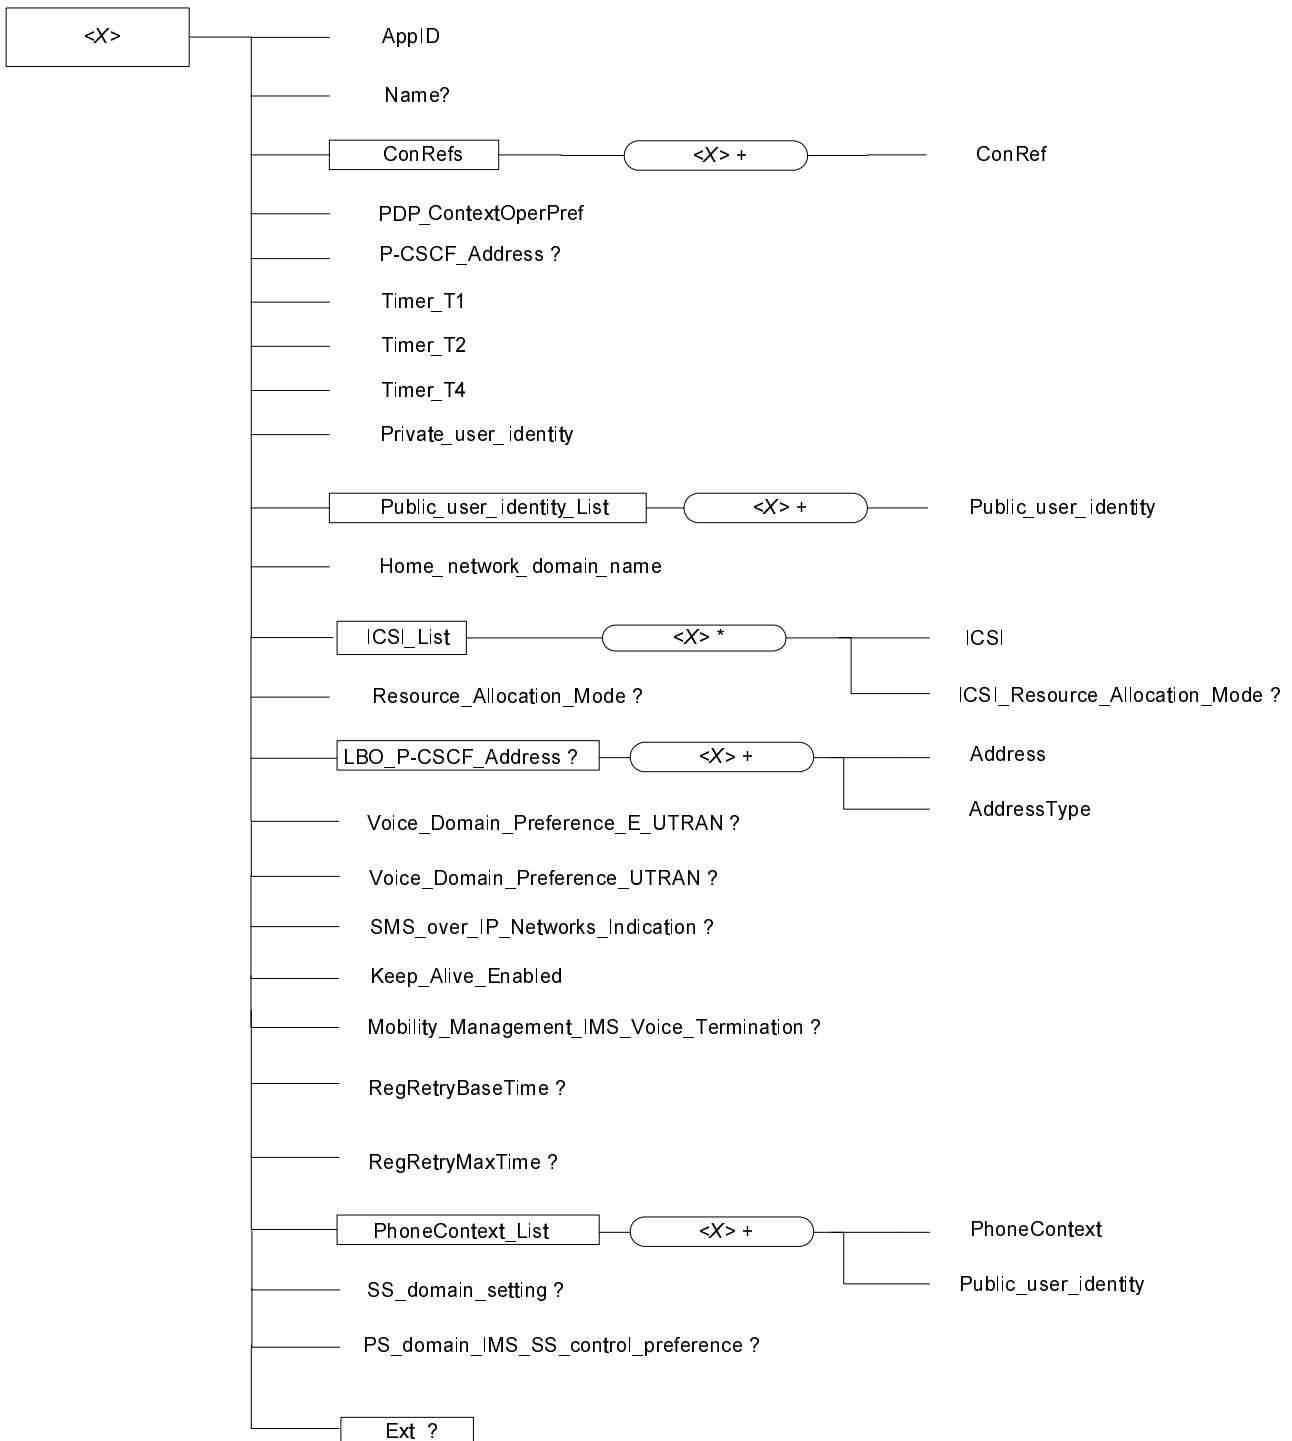 <X>
AppID
Name?
ConRefs
<X> +
ConRef
PDP_ContextOperPref
P-CSCF_Address ?
Timer_T1
Timer_T2
Timer_T4
Private_user_identity
Public_user_identity_List
<X> +
Public_user_identity
Home_network_domain_name
ICSI_List
<X> *
ICSI
Resource_Allocation_Mode ?
ICSI_Resource_Allocation_Mode ?
LBO_P-CSCF_Address ?
<X> +
Address
AddressType
Voice_Domain_Preference_E_UTRAN ?
Voice_Domain_Preference_UTRAN ?
SMS_over_IP_Networks_Indication ?
Keep_Alive_Enabled
Mobility_Management_IMS_Voice_Termination ?
RegRetryBaseTime ?
RegRetryMaxTime ?
PhoneContext_List
<X> +
PhoneContext
Public_user_identity
SS_domain_setting ?
PS_domain_IMS_SS_control_preference ?
Ext ?